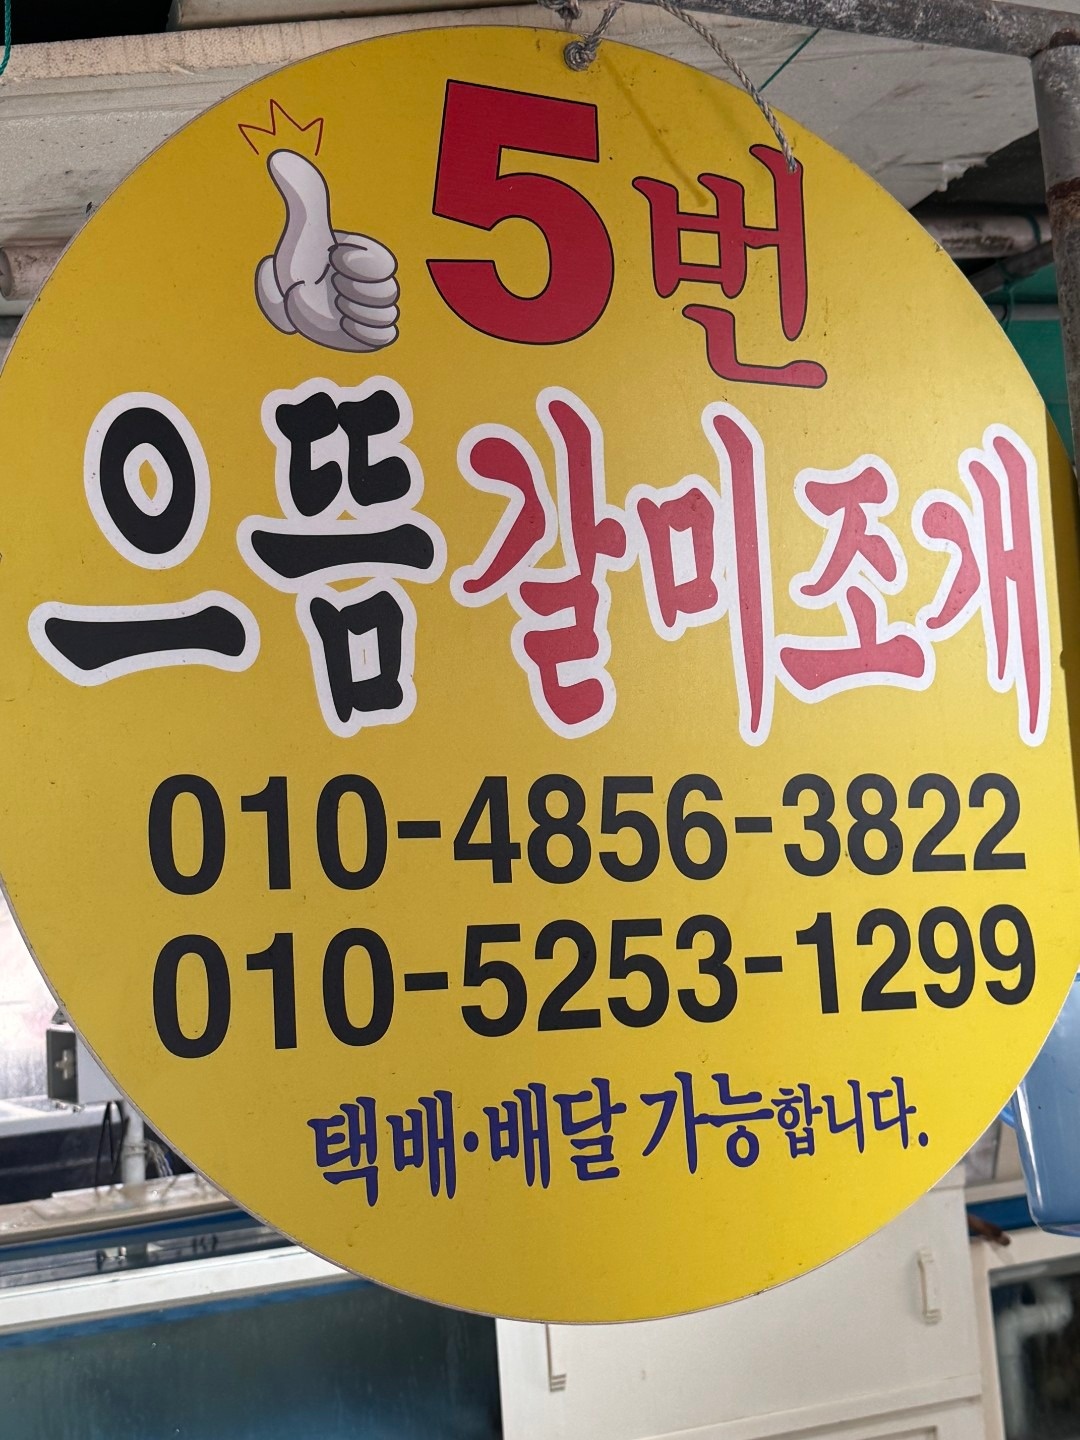 5번
으뜸갈미조개
010-4856-3822
010-5253-1299
택배·배달 가능합니다.